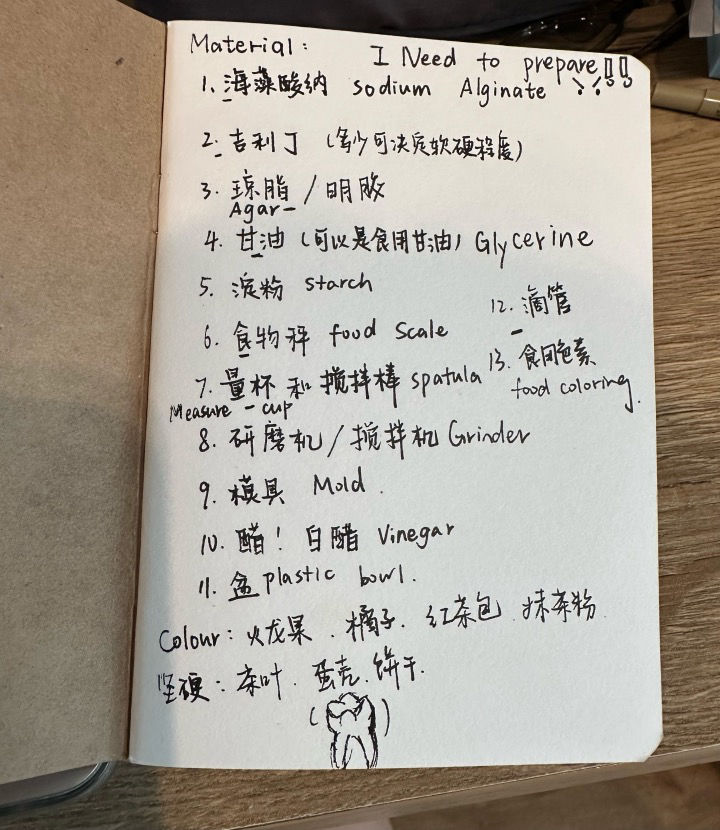 Material: I Need to prepare!!
1. 海藻酸纳 sodium Alginate
2. 吉利丁 (多少可决定软硬程度)
3. 琼脂 / 明胶
Agar
4. 甘油 (可以是食用甘油) Glycerine
5. 淀粉 starch
6. 食物秤 food Scale
7. 量杯 和 搅拌棒 spatula
Measure - cup
8. 研磨机 / 搅拌机 Grinder
9. 模具 Mold.
10. 醋! 白醋 Vinegar
11. 盆 plastic bowl.
12. 滴管
13. 食用色素
food coloring.
Colour: 火龙果. 橘子. 红茶包. 抹茶粉.
坚硬: 茶叶. 蛋壳. 饼干.